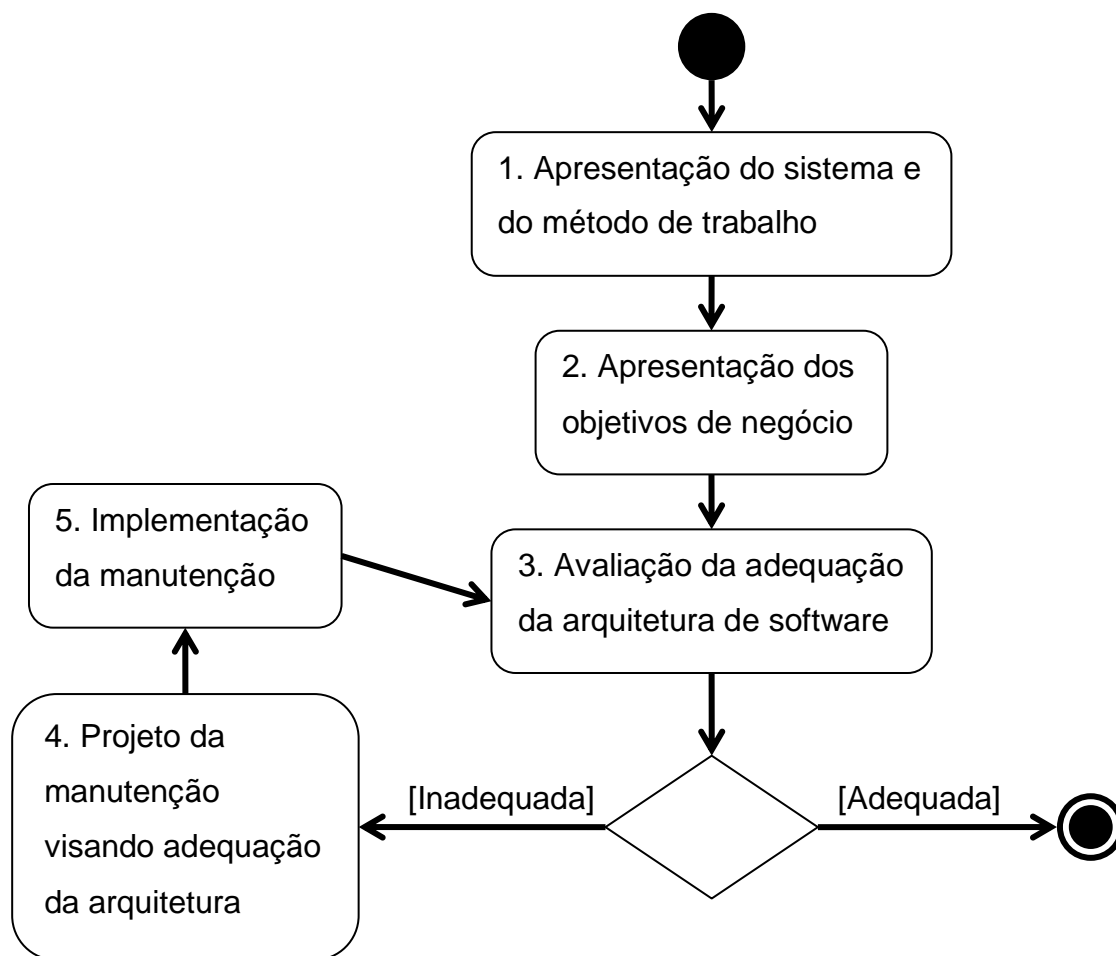 1. Apresentação do sistema e
do método de trabalho
2. Apresentação dos
objetivos de negócio
3. Avaliação da adequação
da arquitetura de software
[Inadequada]
[Adequada]
4. Projeto da
manutenção
visando adequação
da arquitetura
5. Implementação
da manutenção